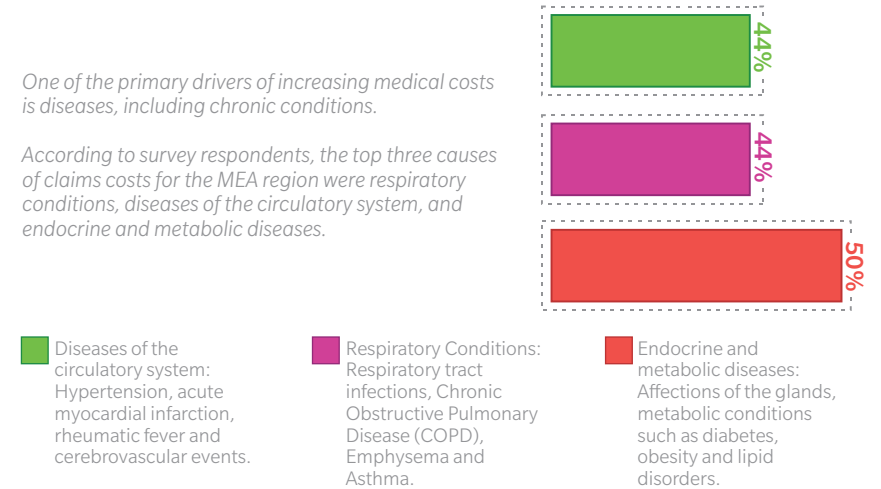 One of the primary drivers of increasing medical costs
is diseases, including chronic conditions.
According to survey respondents, the top three causes
of claims costs for the MEA region were respiratory
conditions, diseases of the circulatory system, and
endocrine and metabolic diseases.
44%
44%
50%
Diseases of the
circulatory system:
Hypertension, acute
myocardial infarction,
rheumatic fever and
cerebrovascular events.
Respiratory Conditions:
Respiratory tract
infections, Chronic
Obstructive Pulmonary
Disease (COPD),
Emphysema and
Asthma.
Endocrine and
metabolic diseases:
Affections of the glands,
metabolic conditions
such as diabetes,
obesity and lipid
disorders.